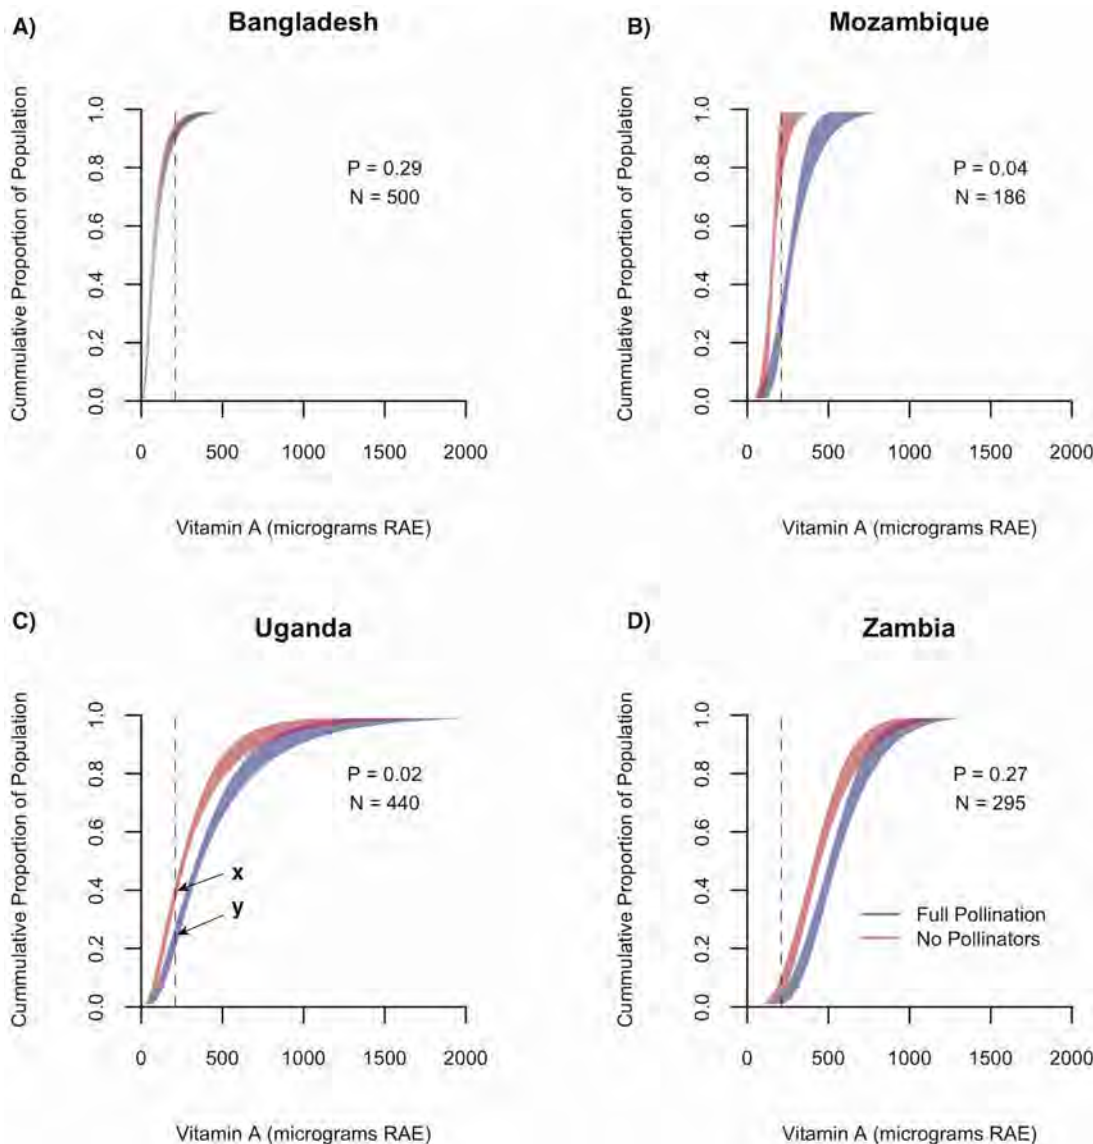 A)
Bangladesh
Cummulative Proportion of Population
0.0 0.2 0.4 0.6 0.8 1.0
P = 0.29
N = 500
0 500 1000 1500 2000
Vitamin A (micrograms RAE)
B)
Mozambique
Cummulative Proportion of Population
0.0 0.2 0.4 0.6 0.8 1.0
P = 0.04
N = 186
0 500 1000 1500 2000
Vitamin A (micrograms RAE)
C)
Uganda
Cummulative Proportion of Population
0.0 0.2 0.4 0.6 0.8 1.0
P = 0.02
N = 440
x
y
0 500 1000 1500 2000
Vitamin A (micrograms RAE)
D)
Zambia
Cummulative Proportion of Population
0.0 0.2 0.4 0.6 0.8 1.0
P = 0.27
N = 295
Full Pollination
No Pollinators
0 500 1000 1500 2000
Vitamin A (micrograms RAE)